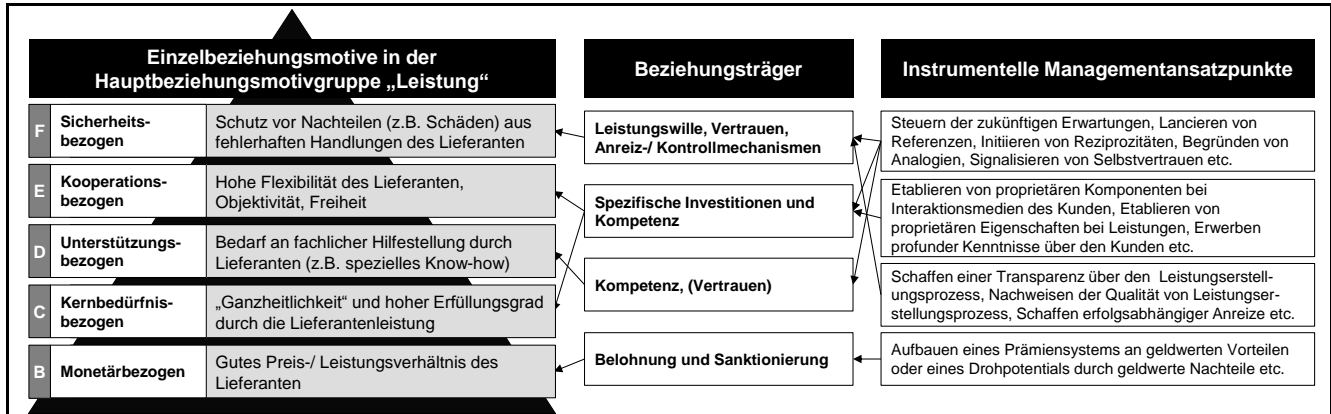 Einzelbeziehungsmotive in der
Hauptbeziehungsmotivgruppe „Leistung“
F
Sicherheits-
bezogen
Schutz vor Nachteilen (z.B. Schäden) aus
fehlerhaften Handlungen des Lieferanten
E
Kooperations-
bezogen
Hohe Flexibilität des Lieferanten,
Objektivität, Freiheit
D
Unterstützungs-
bezogen
Bedarf an fachlicher Hilfestellung durch
Lieferanten (z.B. spezielles Know-how)
C
Kernbedürfnis-
bezogen
„Ganzheitlichkeit“ und hoher Erfüllungsgrad
durch die Lieferantenleistung
B
Monetärbezogen
Gutes Preis-/ Leistungsverhältnis des
Lieferanten
Beziehungsträger
Leistungswille, Vertrauen,
Anreiz-/ Kontrollmechanismen
Spezifische Investitionen und
Kompetenz
Kompetenz, (Vertrauen)
Belohnung und Sanktionierung
Instrumentelle Managementansatzpunkte
Steuern der zukünftigen Erwartungen, Lancieren von
Referenzen, Initiieren von Reziprozitäten, Begründen von
Analogien, Signalisieren von Selbstvertrauen etc.
Etablieren von proprietären Komponenten bei
Interaktionsmedien des Kunden, Etablieren von
proprietären Eigenschaften bei Leistungen, Erwerben
profunder Kenntnisse über den Kunden etc.
Schaffen einer Transparenz über den Leistungserstell-
ungsprozess, Nachweisen der Qualität von Leistungser-
stellungsprozess, Schaffen erfolgsabhängiger Anreize etc.
Aufbauen eines Prämiensystems an geldwerten Vorteilen
oder eines Drohpotentials durch geldwerte Nachteile etc.